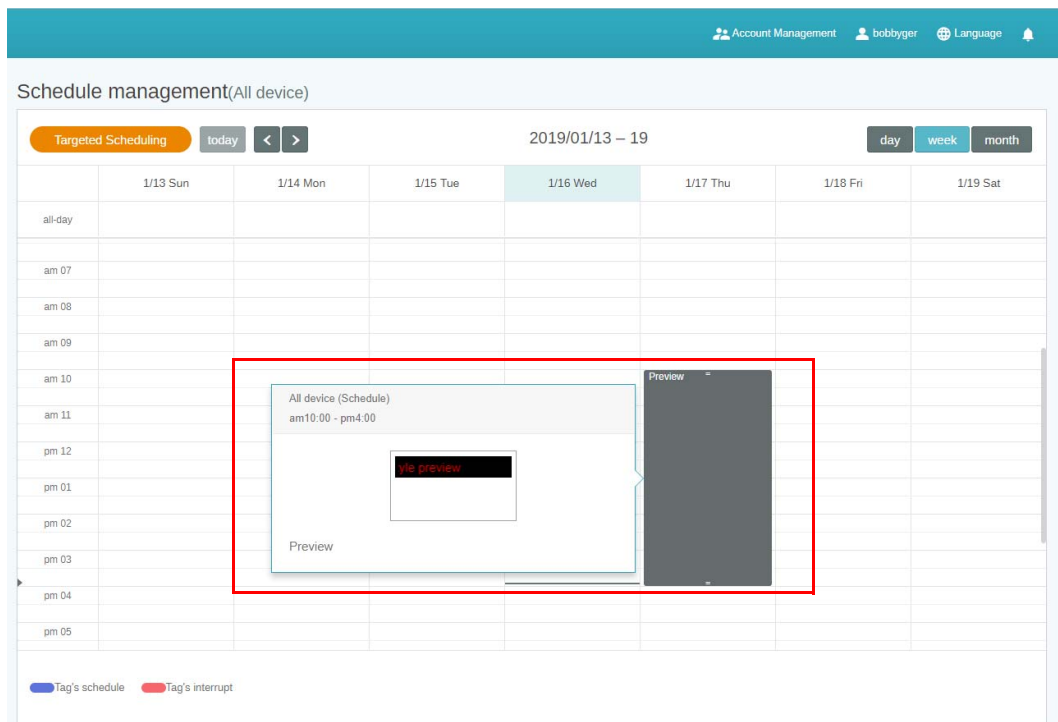 Account Management bobbyger Language
Schedule management(All device)
Targeted Scheduling today < > 2019/01/13 – 19 day week month
1/13 Sun 1/14 Mon 1/15 Tue 1/16 Wed 1/17 Thu 1/18 Fri 1/19 Sat
all-day
am 07
am 08
am 09
am 10
am 11
pm 12
pm 01
pm 02
pm 03
pm 04
pm 05
Preview
All device (Schedule)
am10:00 - pm4:00
yle preview
Preview
Tag's schedule Tag's interrupt